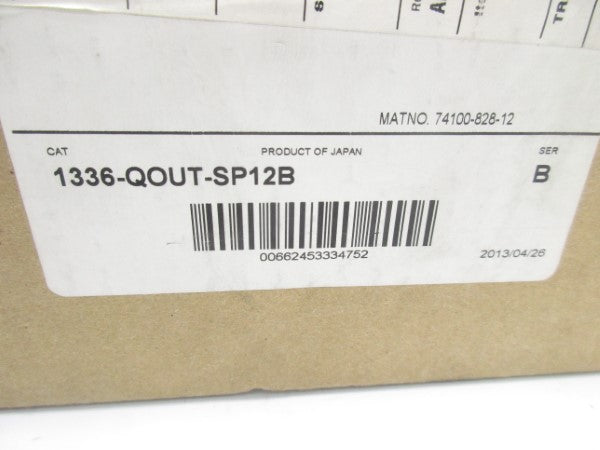 MATNO. 74100-828-12
CAT PRODUCT OF JAPAN SER
1336-QOUT-SP12B B
00662453334752
2013/04/26